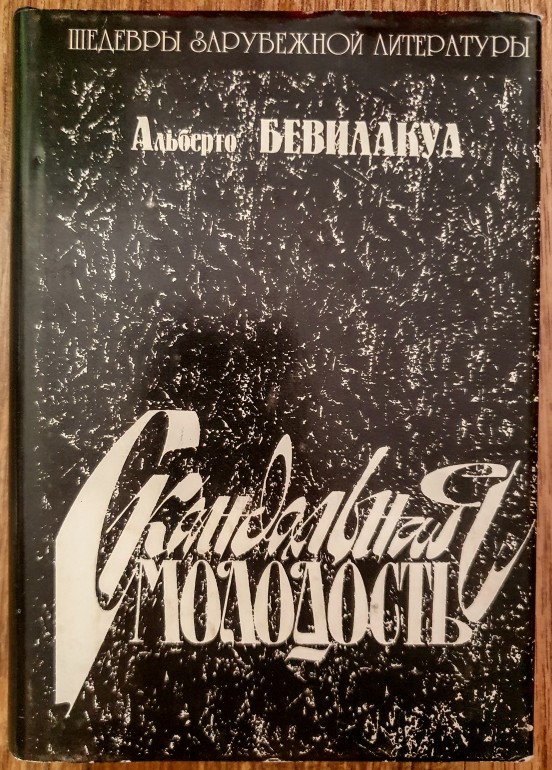 ШЕДЕВРЫ ЗАРУБЕЖНОЙ ЛИТЕРАТУРЫ
Альберто БЕВИЛАКУА
Скандальная
МОЛОДОСТЬ